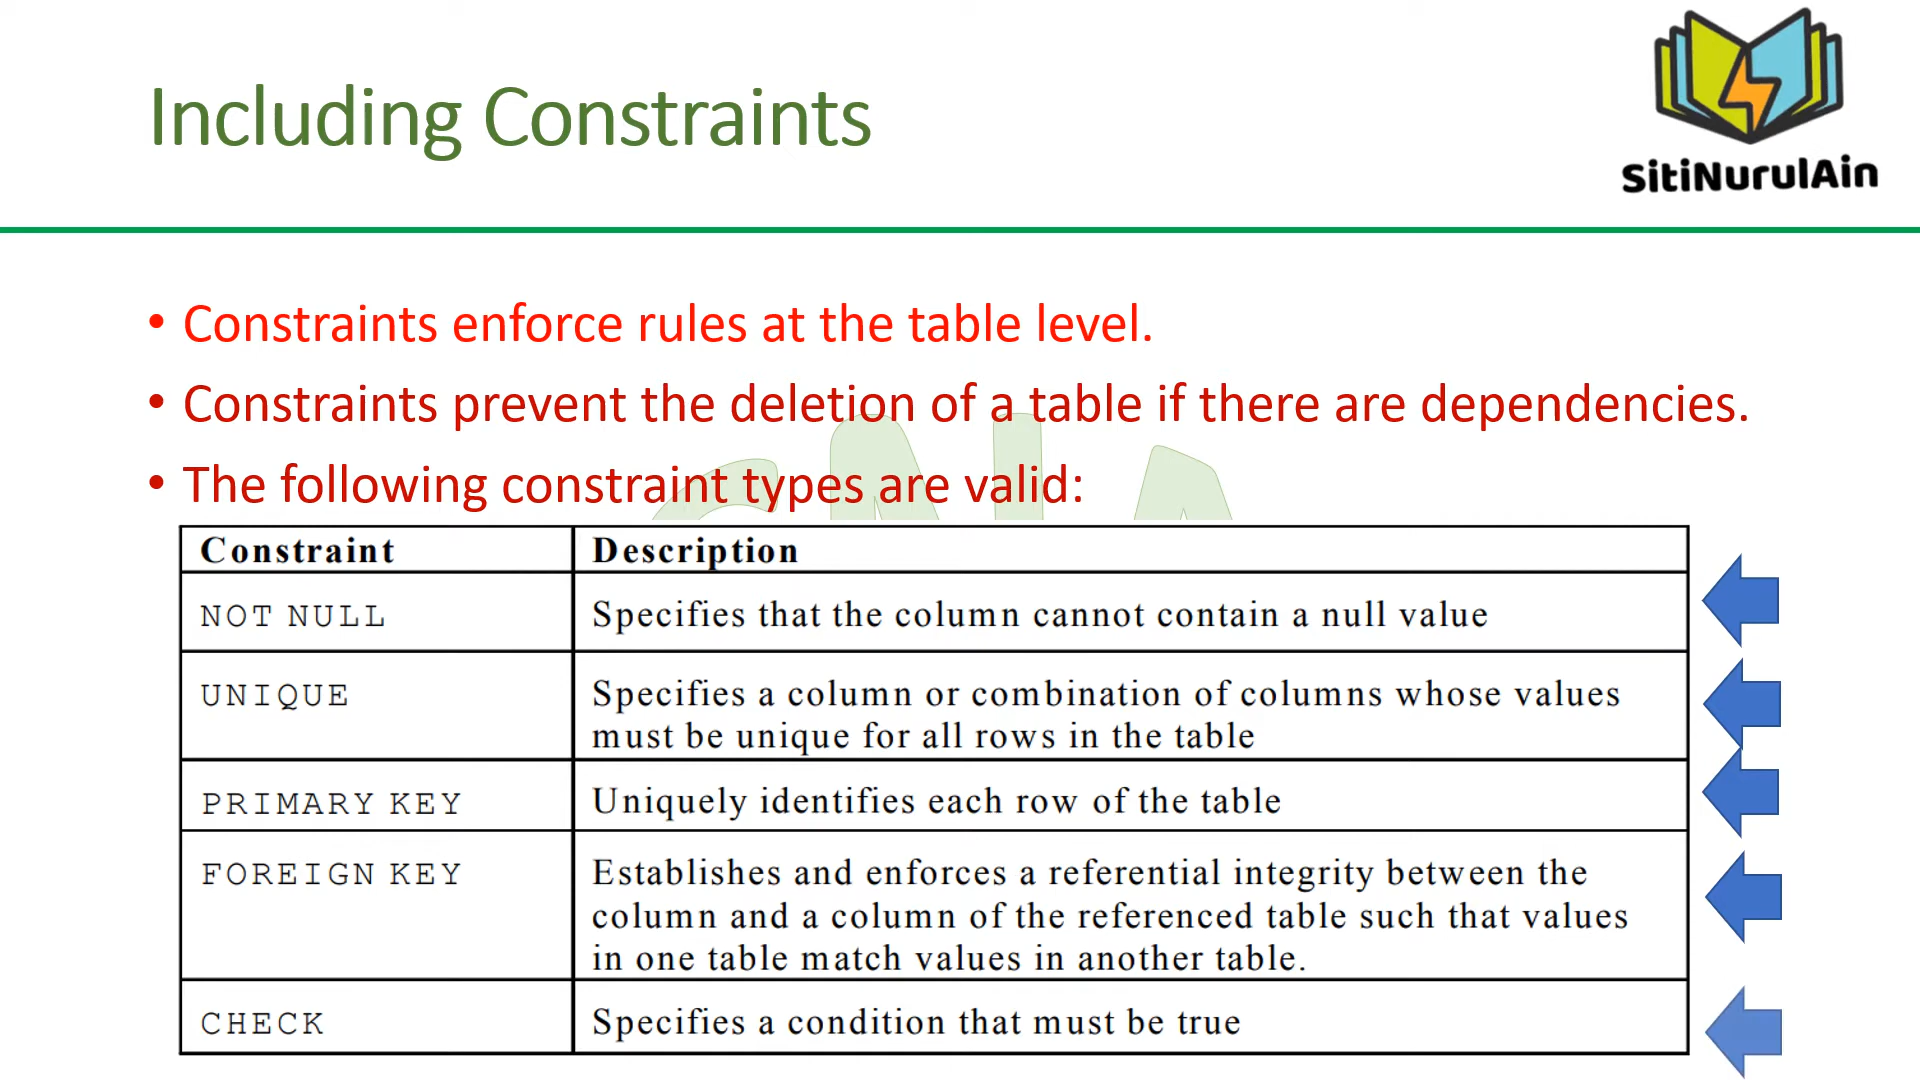 Including Constraints
SitiNurulAin
• Constraints enforce rules at the table level.
• Constraints prevent the deletion of a table if there are dependencies.
• The following constraint types are valid:
Constraint Description
NOT NULL Specifies that the column cannot contain a null value
UNIQUE Specifies a column or combination of columns whose values
must be unique for all rows in the table
PRIMARY KEY Uniquely identifies each row of the table
FOREIGN KEY Establishes and enforces a referential integrity between the
column and a column of the referenced table such that values
in one table match values in another table.
CHECK Specifies a condition that must be true